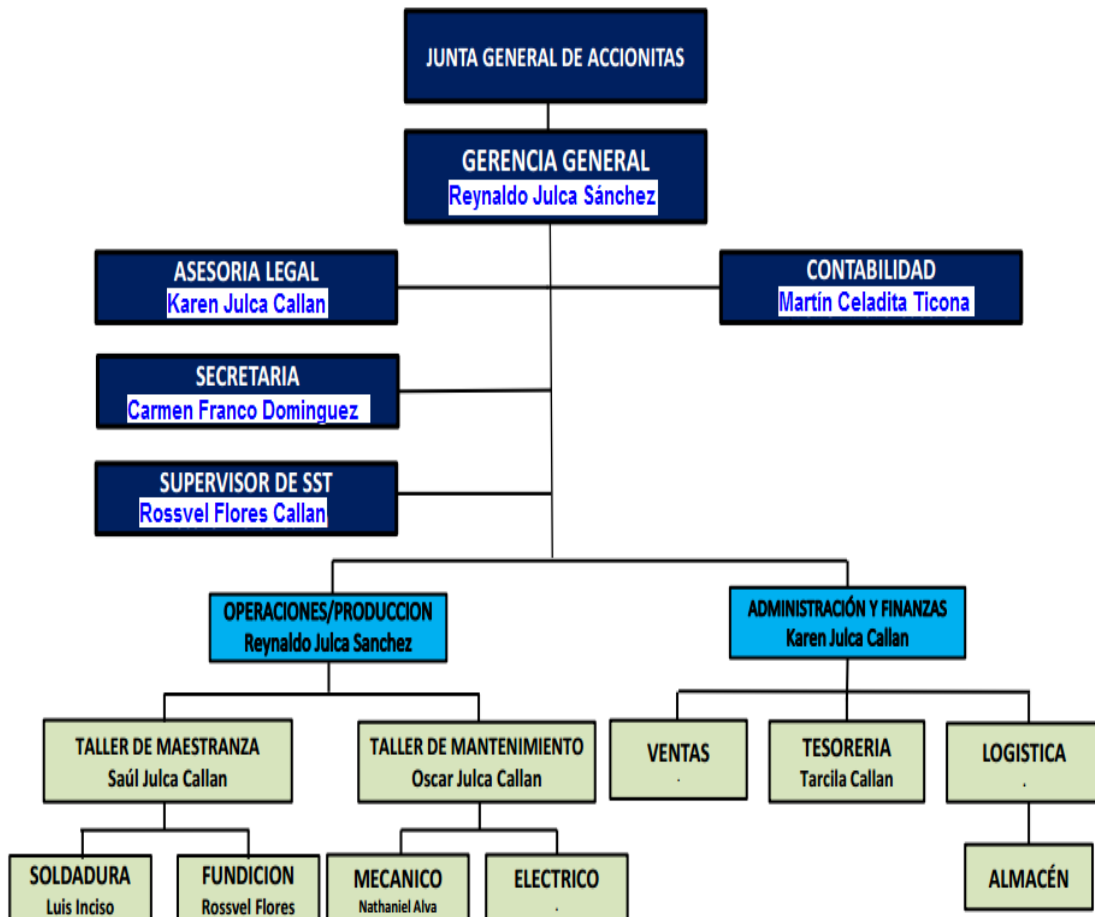 JUNTA GENERAL DE ACCIONITAS
GERENCIA GENERAL
Reynaldo Julca Sánchez
ASESORIA LEGAL
Karen Julca Callan
CONTABILIDAD
Martín Celadita Ticona
SECRETARIA
Carmen Franco Dominguez
SUPERVISOR DE SST
Rossvel Flores Callan
OPERACIONES/PRODUCCION
Reynaldo Julca Sanchez
ADMINISTRACIÓN Y FINANZAS
Karen Julca Callan
TALLER DE MAESTRANZA
Saúl Julca Callan
TALLER DE MANTENIMIENTO
Oscar Julca Callan
VENTAS
.
TESORERIA
Tarcila Callan
LOGISTICA
.
SOLDADURA
Luis Inciso
FUNDICION
Rossvel Flores
MECANICO
Nathaniel Alva
ELECTRICO
.
ALMACÉN